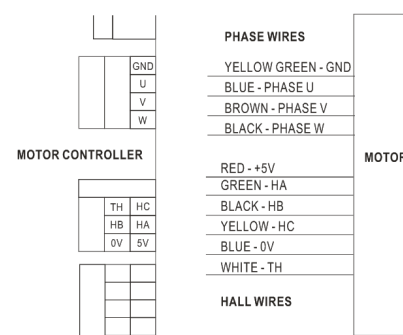 PHASE WIRES
GND
U
V
W
YELLOW GREEN - GND
BLUE - PHASE U
BROWN - PHASE V
BLACK - PHASE W
MOTOR CONTROLLER
MOTOR
TH HC
HB HA
0V 5V
RED - +5V
GREEN - HA
BLACK - HB
YELLOW - HC
BLUE - 0V
WHITE - TH
HALL WIRES